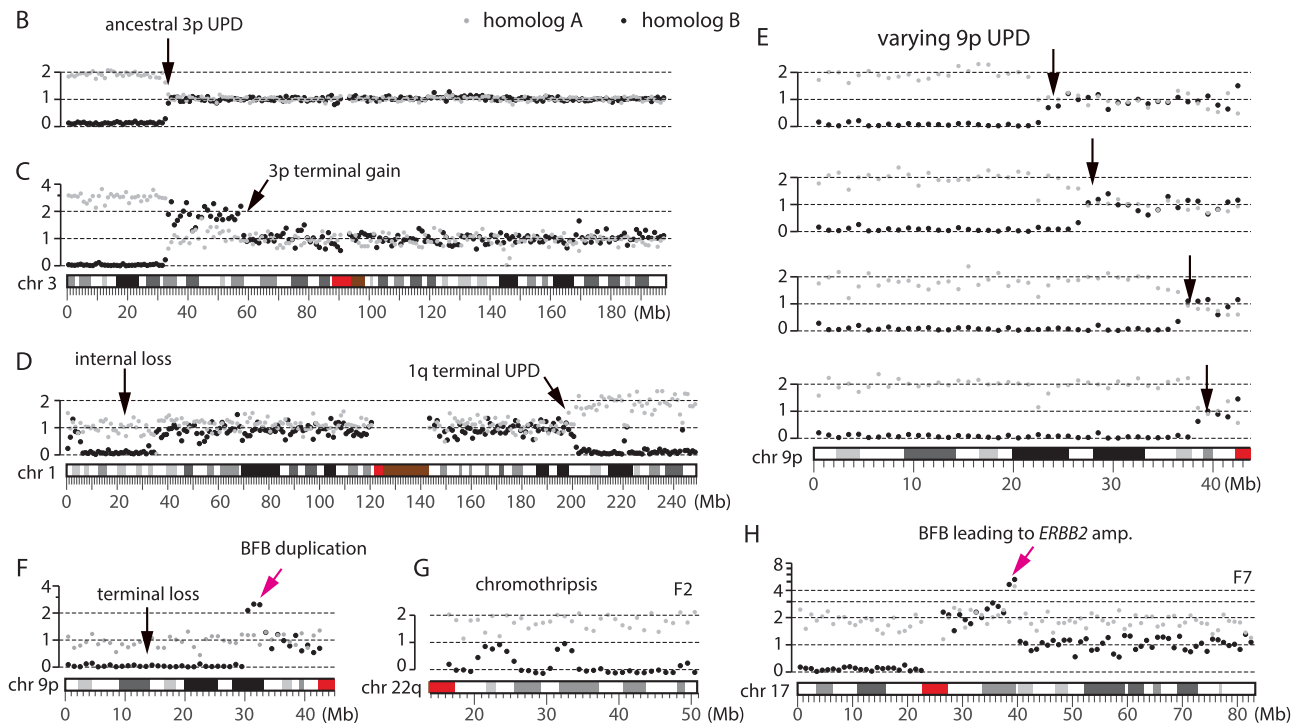 B
ancestral 3p UPD
homolog A
homolog B
2
1
0
C
3p terminal gain
4
2
1
0
chr 3
0 20 40 60 80 100 120 140 160 180 (Mb)
D
internal loss
1q terminal UPD
2
1
0
chr 1
0 20 40 60 80 100 120 140 160 180 200 220 240 (Mb)
E
varying 9p UPD
2
1
0
2
1
0
2
1
0
2
1
0
chr 9p
0 10 20 30 40 (Mb)
F
BFB duplication
terminal loss
4
2
1
0
chr 9p
0 10 20 30 40 (Mb)
G
chromothripsis
F2
2
1
0
chr 22q
20 30 40 50 (Mb)
H
BFB leading to ERBB2 amp.
F7
8
4
2
1
0
chr 17
0 10 20 30 40 50 60 70 80 (Mb)